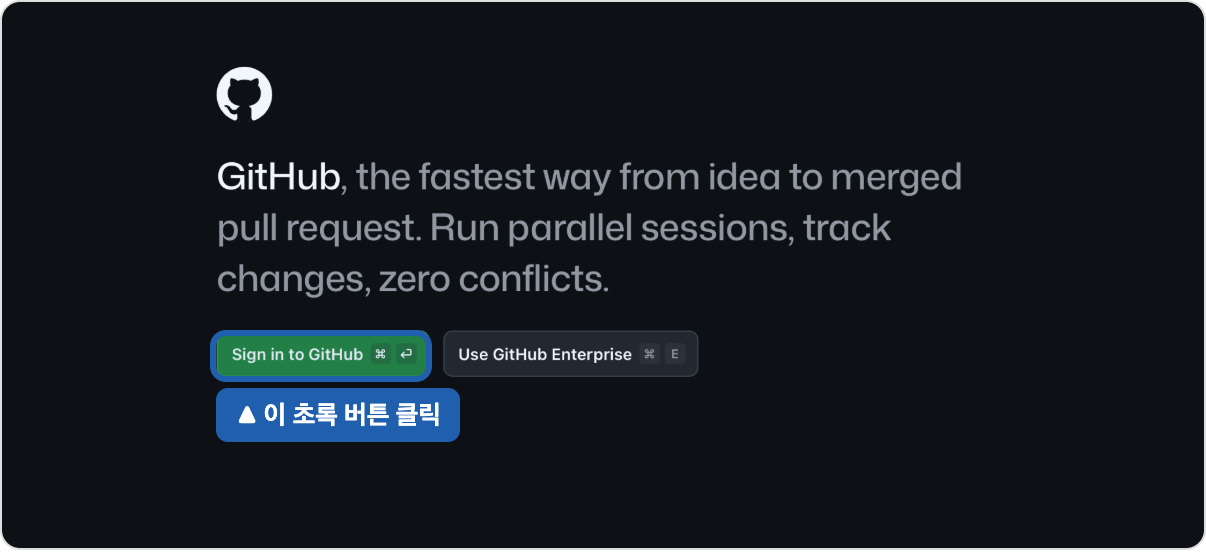 GitHub, the fastest way from idea to merged
pull request. Run parallel sessions, track
changes, zero conflicts.
Sign in to GitHub ⌘ ⏎ Use GitHub Enterprise ⌘ E
▲ 이 초록 버튼 클릭